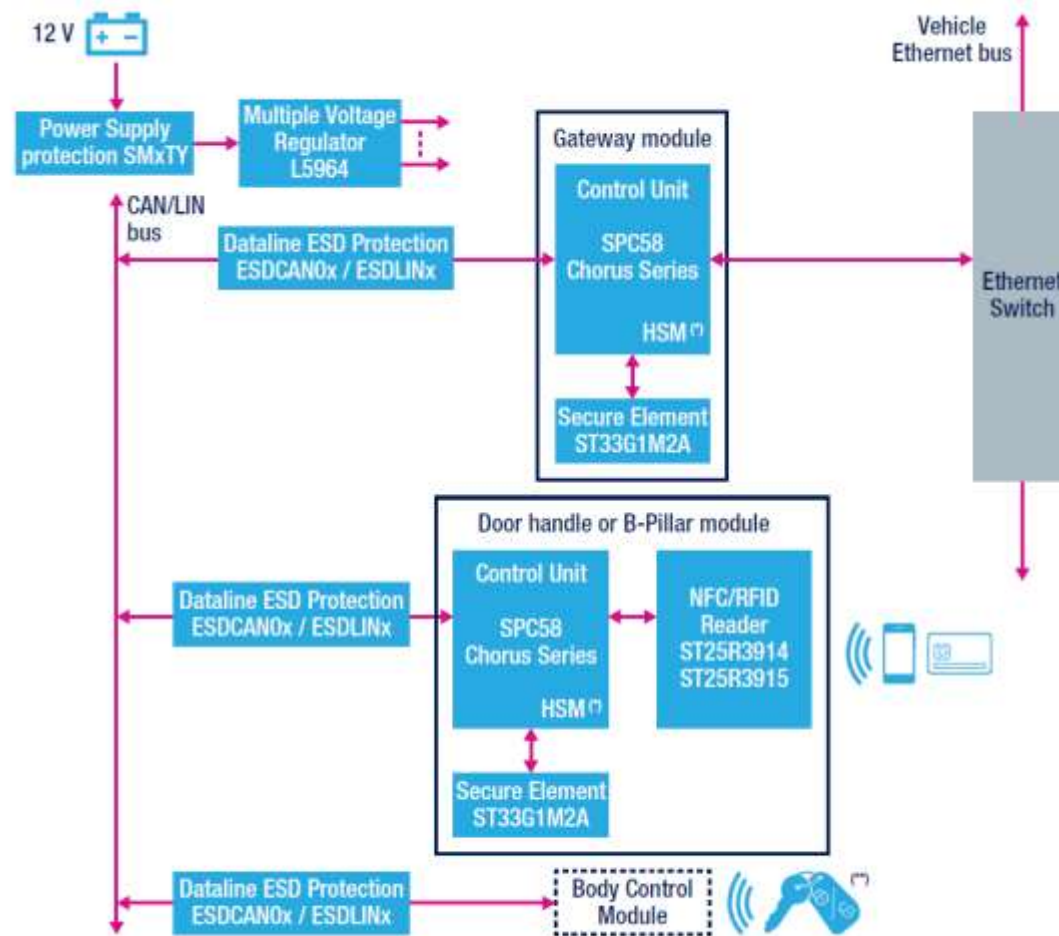 12 V
Vehicle
Ethernet bus
Power Supply
protection SMxTY
Multiple Voltage
Regulator
L5964
CAN/LIN
bus
Dataline ESD Protection
ESDCAN0x / ESDLINx
Gateway module
Control Unit
SPC58
Chorus Series
HSM (*)
Secure Element
ST33G1M2A
Ethernet
Switch
Door handle or B-Pillar module
Dataline ESD Protection
ESDCAN0x / ESDLINx
Control Unit
SPC58
Chorus Series
HSM (*)
NFC/RFID
Reader
ST25R3914
ST25R3915
Secure Element
ST33G1M2A
Dataline ESD Protection
ESDCAN0x / ESDLINx
Body Control
Module